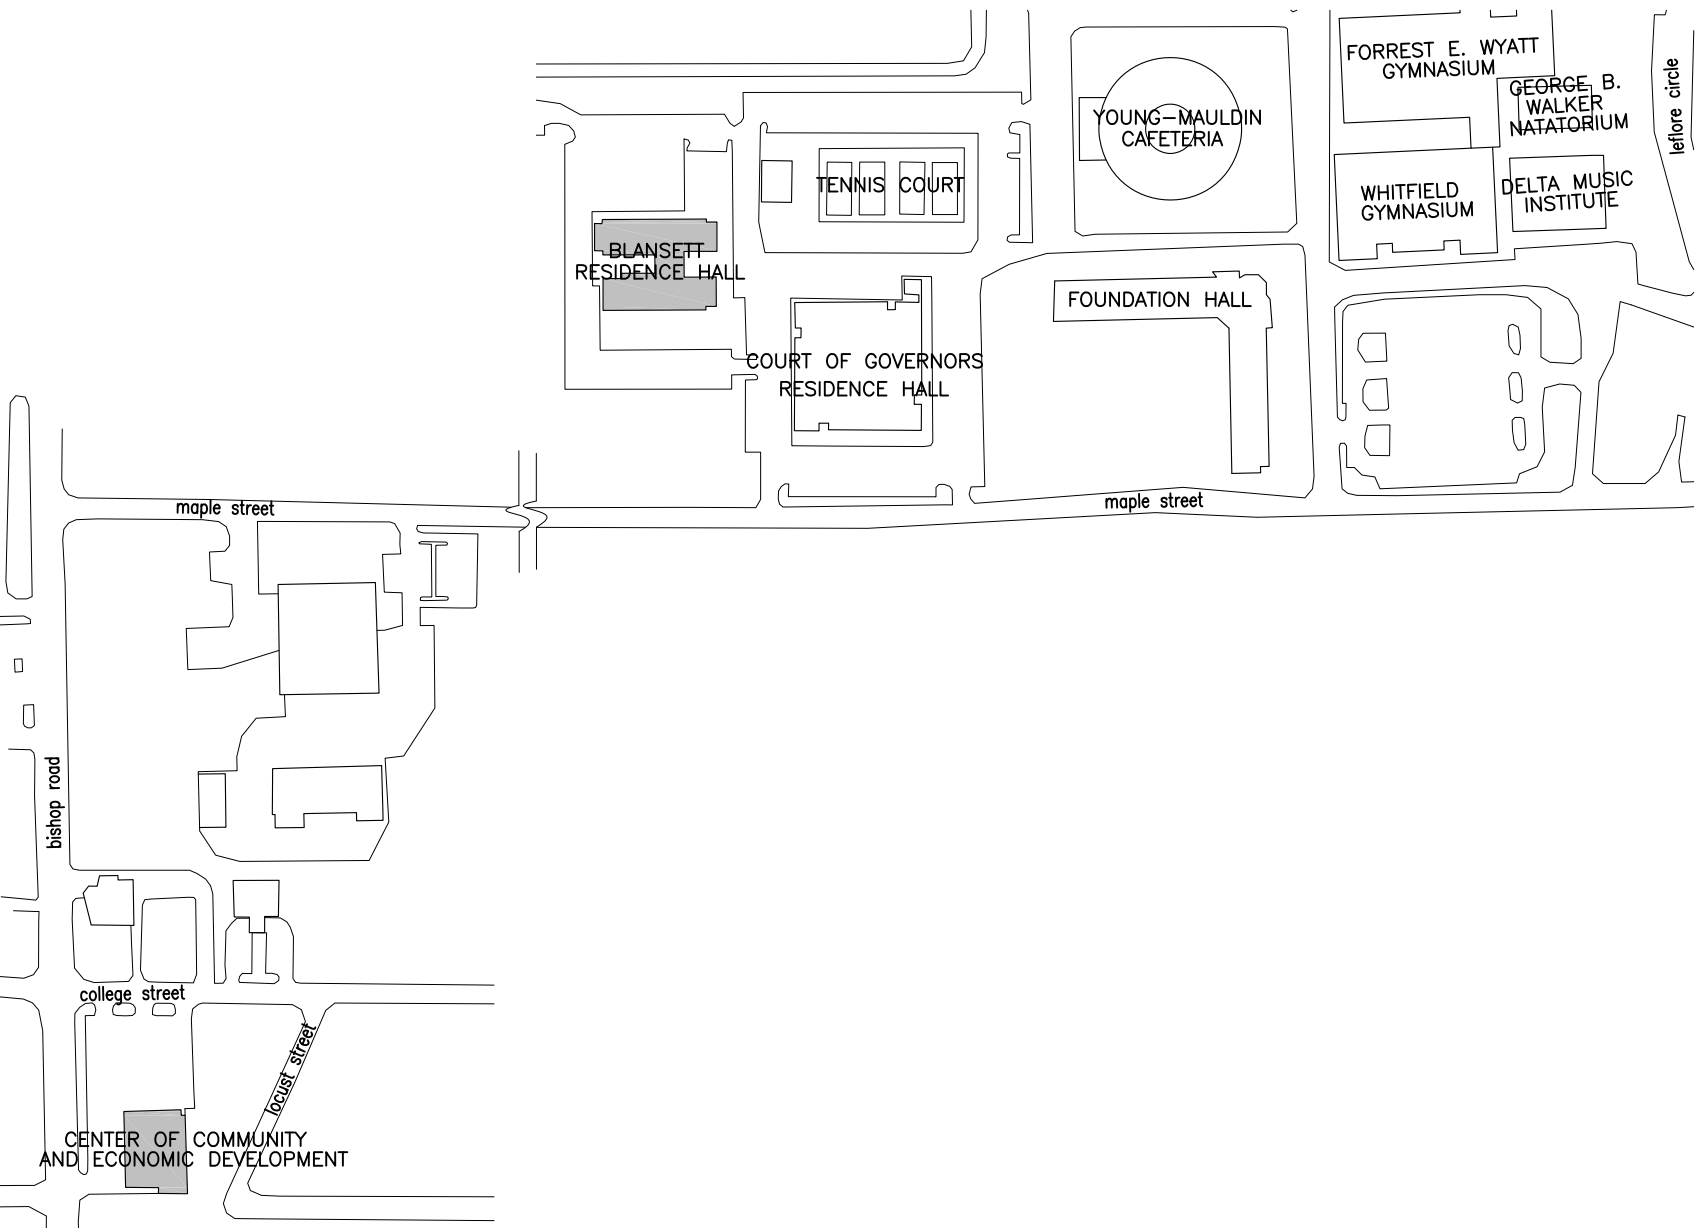 FORREST E. WYATT
GYMNASIUM
GEORGE B.
WALKER
NATATORIUM
leflore circle
YOUNG-MAULDIN
CAFETERIA
TENNIS COURT
WHITFIELD
GYMNASIUM
DELTA MUSIC
INSTITUTE
BLANSETT
RESIDENCE HALL
FOUNDATION HALL
COURT OF GOVERNORS
RESIDENCE HALL
maple street
maple street
bishop road
college street
locust street
CENTER OF COMMUNITY
AND ECONOMIC DEVELOPMENT